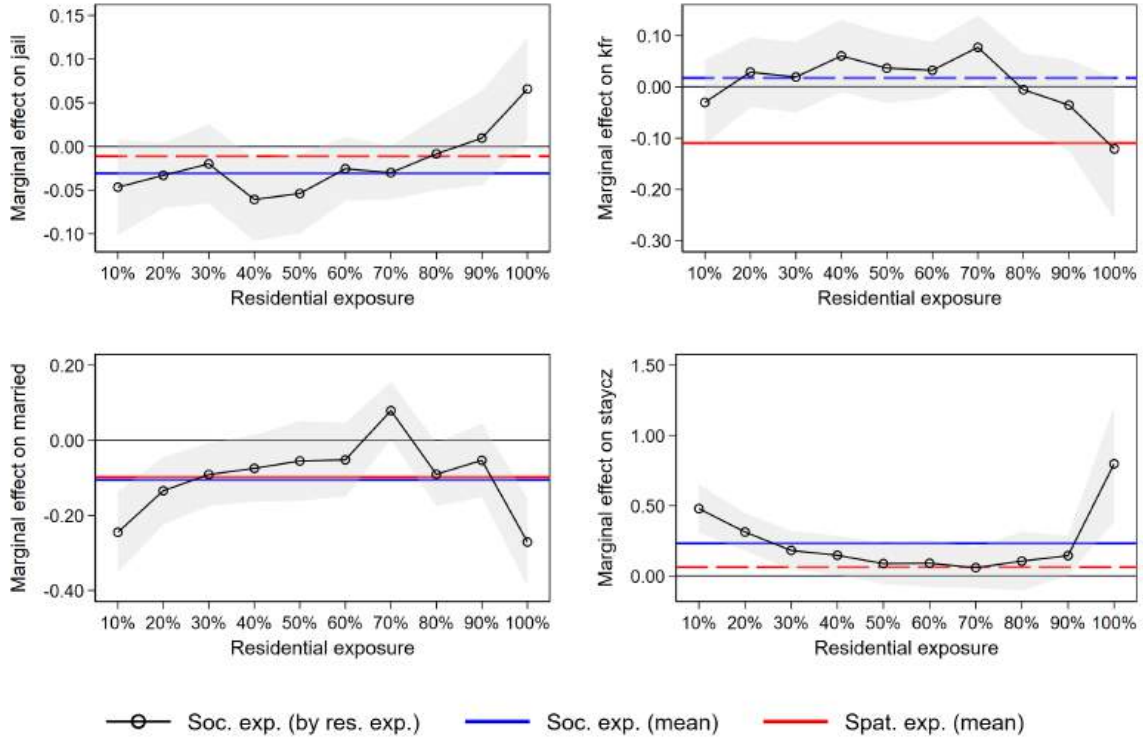 Marginal effect on jail
0.15
0.10
0.05
0.00
-0.05
-0.10
10% 20% 30% 40% 50% 60% 70% 80% 90% 100%
Residential exposure
Marginal effect on kfr
0.10
0.00
-0.10
-0.20
-0.30
10% 20% 30% 40% 50% 60% 70% 80% 90% 100%
Residential exposure
Marginal effect on married
0.20
0.00
-0.20
-0.40
10% 20% 30% 40% 50% 60% 70% 80% 90% 100%
Residential exposure
Marginal effect on staycz
1.50
1.00
0.50
0.00
10% 20% 30% 40% 50% 60% 70% 80% 90% 100%
Residential exposure
Soc. exp. (by res. exp.) Soc. exp. (mean) Spat. exp. (mean)